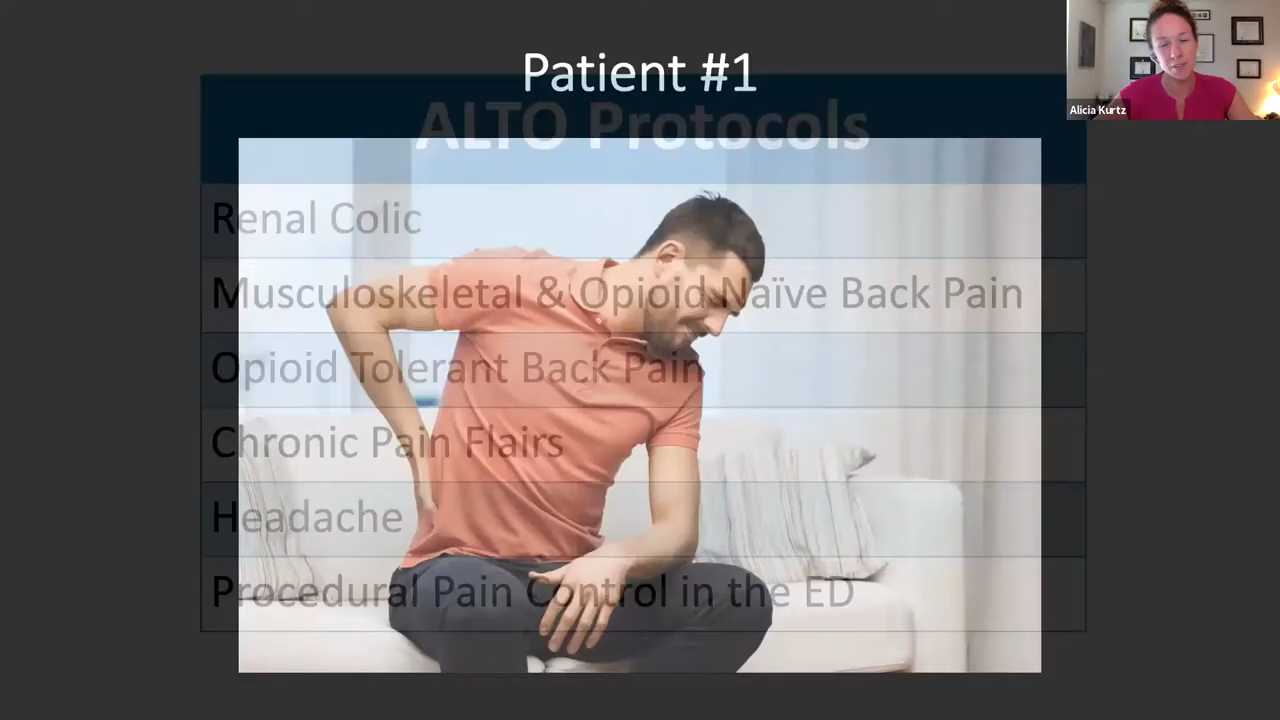 Patient #1
Alicia Kurtz
ALTO Protocols
Renal Colic
Musculoskeletal & Opioid Naïve Back Pain
Opioid Tolerant Back Pain
Chronic Pain Flairs
Headache
Procedural Pain Control in the ED